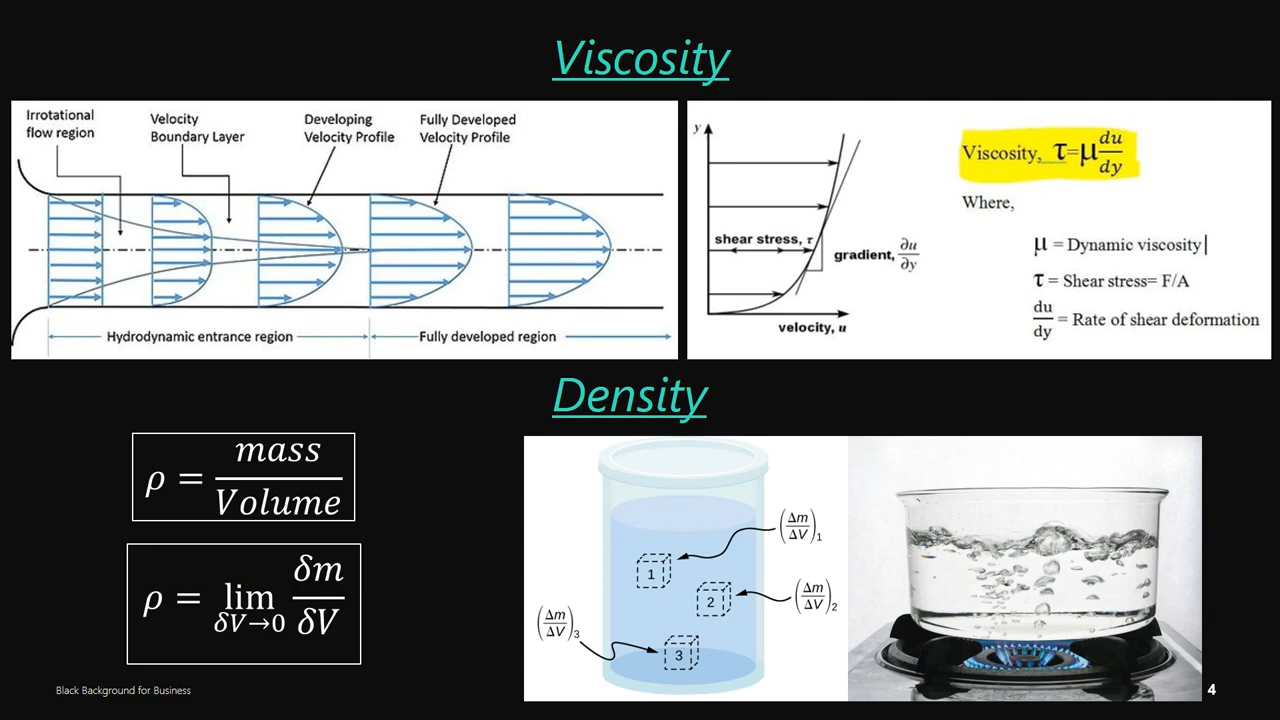 Viscosity
Irrotational
flow region
Velocity
Boundary Layer
Developing
Velocity Profile
Fully Developed
Velocity Profile
Hydrodynamic entrance region
Fully developed region
y
shear stress, τ
gradient, ∂u/∂y
velocity, u
Viscosity, τ=μ du/dy
Where,
μ = Dynamic viscosity
τ = Shear stress= F/A
du/dy = Rate of shear deformation
Density
ρ = mass/Volume
ρ = lim δV→0 δm/δV
1
2
3
(Δm/ΔV)1
(Δm/ΔV)2
(Δm/ΔV)3
Black Background for Business
4